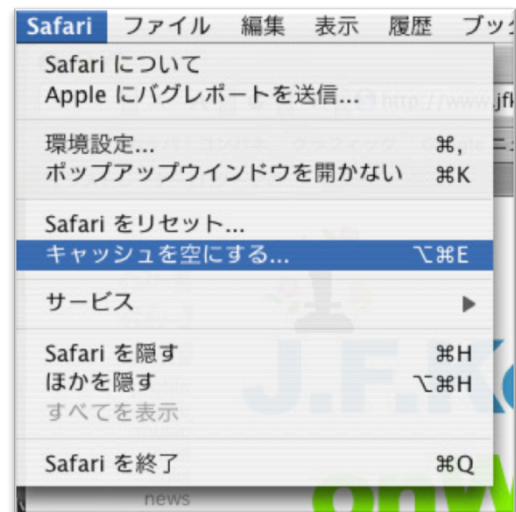 Safari ファイル 編集 表示 履歴
Safari について
Apple にバグレポートを送信...
http://www.jfk
環境設定... ⌘,
ポップアップウインドウを開かない ⌘K
Safari をリセット...
キャッシュを空にする... ⌥⌘E
サービス ▶
Safari を隠す ⌘H
ほかを隠す ⌥⌘H
すべてを表示
J.F.K
Safari を終了 ⌘Q
onW
news